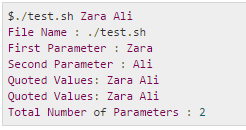 $./test.sh Zara Ali
File Name : ./test.sh
First Parameter : Zara
Second Parameter : Ali
Quoted Values: Zara Ali
Quoted Values: Zara Ali
Total Number of Parameters : 2